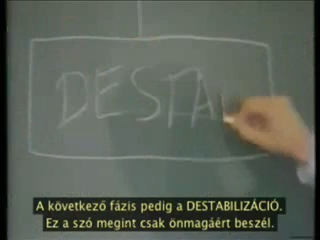 DESTA
A következő fázis pedig a DESTABILIZÁCIÓ.
Ez a szó megint csak önmagáért beszél.